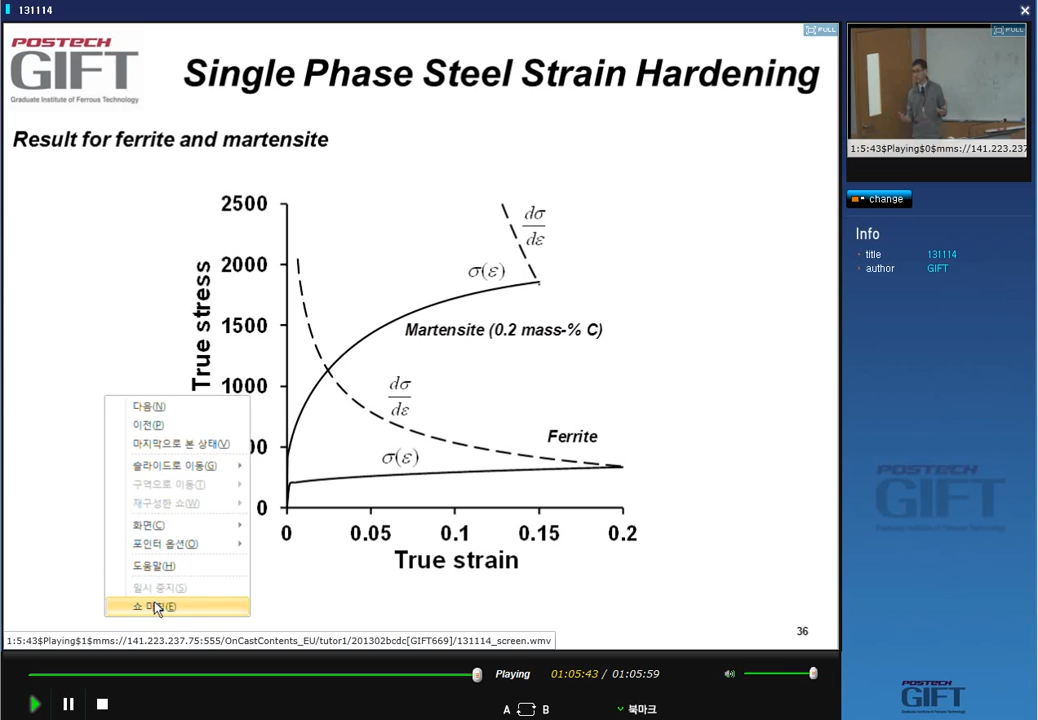 131114
FULL
POSTECH
GIFT
Graduate Institute of Ferrous Technology
Single Phase Steel Strain Hardening
Result for ferrite and martensite
2500
2000
1500
1000
00
0
True stress
dσ
dε
σ(ε)
Martensite (0.2 mass-% C)
dσ
dε
Ferrite
σ(ε)
0 0.05 0.1 0.15 0.2
True strain
다음(N)
이전(P)
마지막으로 본 상태(V)
슬라이드로 이동(G)
구역으로 이동(T)
재구성한 쇼(W)
화면(C)
포인터 옵션(O)
도움말(H)
일시 중지(S)
쇼 (E)
36
1:5:43$Playing$1$mms://141.223.237.75:555/OnCastContents_EU/tutor1/201302bcdc[GIFT669]/131114_screen.wmv
Playing 01:05:43 / 01:05:59
A B 북마크
FULL
1:5:43$Playing$0$mms://141.223.237
change
Info
title 131114
author GIFT
POSTECH
GIFT
POSTECH
GIFT